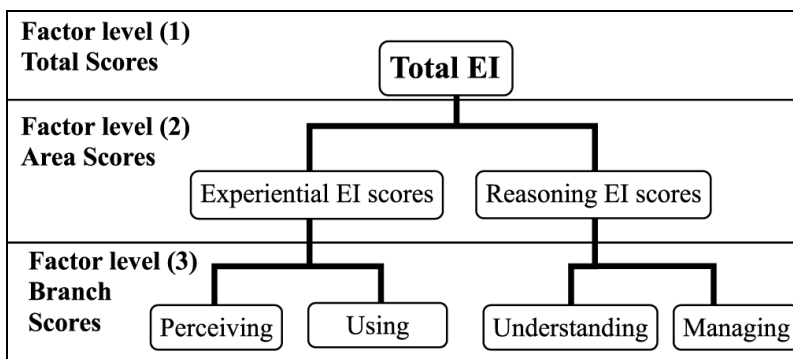 Factor level (1)
Total Scores
Total EI
Factor level (2)
Area Scores
Experiential EI scores
Reasoning EI scores
Factor level (3)
Branch
Scores
Perceiving
Using
Understanding
Managing